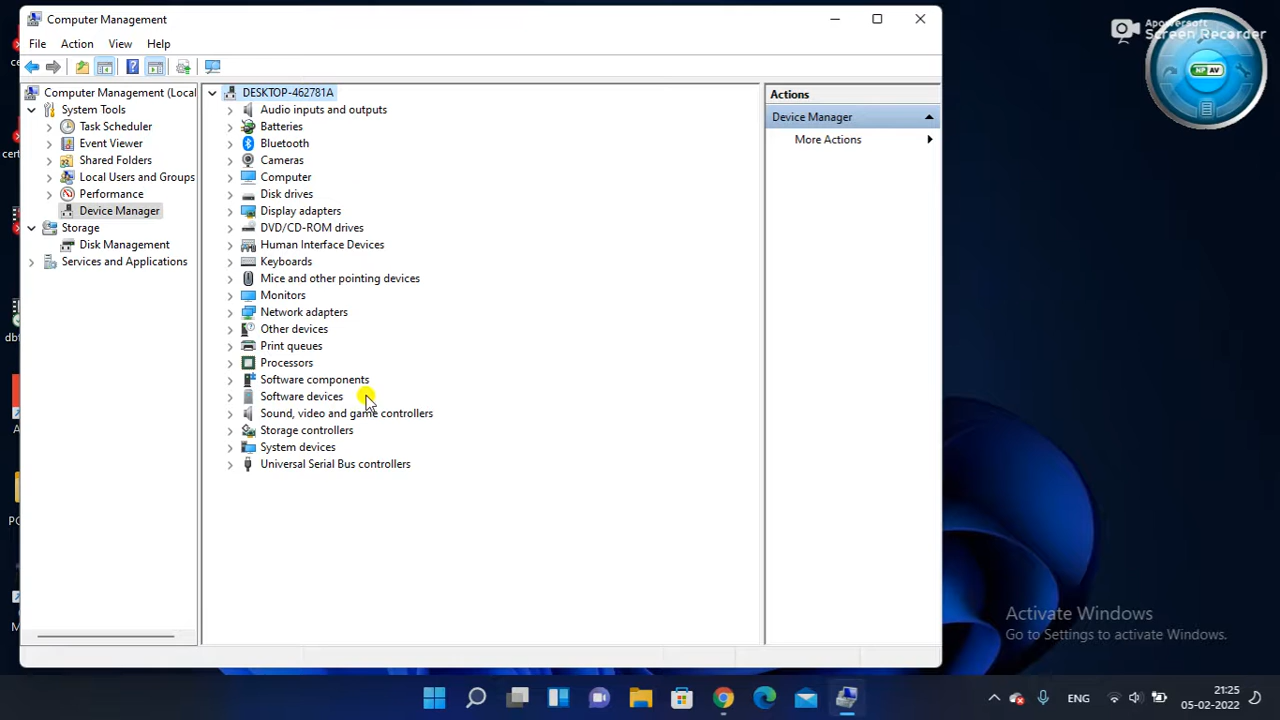 Computer Management
File Action View Help
Computer Management (Local
System Tools
Task Scheduler
Event Viewer
Shared Folders
Local Users and Groups
Performance
Device Manager
Storage
Disk Management
Services and Applications
DESKTOP-462781A
Audio inputs and outputs
Batteries
Bluetooth
Cameras
Computer
Disk drives
Display adapters
DVD/CD-ROM drives
Human Interface Devices
Keyboards
Mice and other pointing devices
Monitors
Network adapters
Other devices
Print queues
Processors
Software components
Software devices
Sound, video and game controllers
Storage controllers
System devices
Universal Serial Bus controllers
Actions
Device Manager
More Actions
Apowersoft
Screen Recorder
NP AV
Activate Windows
Go to Settings to activate Windows.
ENG
21:25
05-02-2022